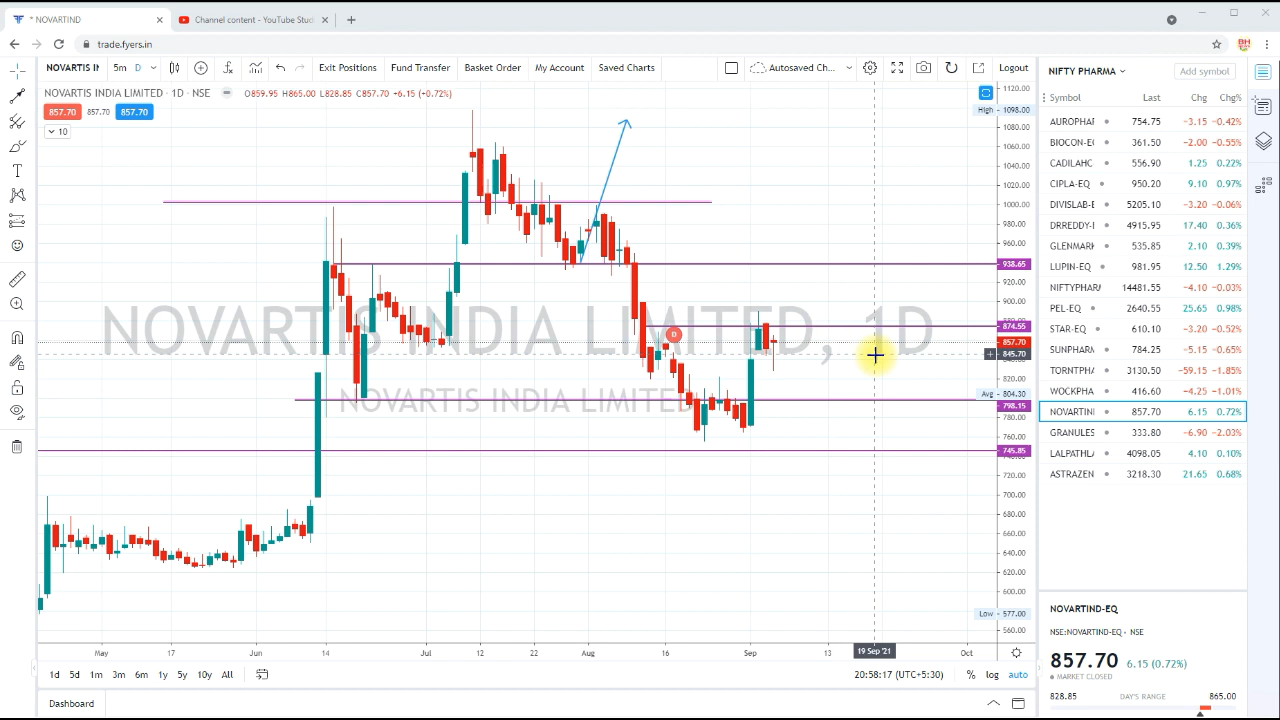 * NOVARTIND
Channel content - YouTube Stud
trade.fyers.in
NOVARTIS IN 5m D Exit Positions Fund Transfer Basket Order My Account Saved Charts Autosaved Ch... Logout
NOVARTIS INDIA LIMITED · 1D · NSE O859.95 H865.00 L828.85 C857.70 +6.15 (+0.72%)
857.70 857.70 857.70
10
NOVARTIS INDIA LIMITED, 1D
NOVARTIS INDIA LIMITED
D
1120.00
High 1098.00
1080.00
1060.00
1040.00
1020.00
1000.00
980.00
960.00
938.65
920.00
900.00
874.55
857.70
845.70
820.00
Avg 804.30
798.15
780.00
760.00
745.85
720.00
700.00
680.00
660.00
640.00
620.00
600.00
Low 577.00
560.00
May 17 Jun 14 Jul 12 22 Aug 16 Sep 13 19 Sep '21 Oct
1d 5d 1m 3m 6m 1y 5y 10y All 20:58:17 (UTC+5:30) % log auto
Dashboard
NIFTY PHARMA Add symbol
Symbol Last Chg Chg%
AUROPHAR 754.75 −3.15 −0.42%
BIOCON-EQ 361.50 −2.00 −0.55%
CADILAHC 556.90 1.25 0.22%
CIPLA-EQ 950.20 9.10 0.97%
DIVISLAB-E 5205.10 −3.20 −0.06%
DRREDDY-E 4915.95 17.40 0.36%
GLENMARK 535.85 2.10 0.39%
LUPIN-EQ 981.95 12.50 1.29%
NIFTYPHAR 14481.55 −4.10 −0.03%
PEL-EQ 2640.55 25.65 0.98%
STAR-EQ 610.10 −3.20 −0.52%
SUNPHARM 784.25 −5.15 −0.65%
TORNTPHA 3130.50 −59.15 −1.85%
WOCKPHA 416.60 −4.25 −1.01%
NOVARTIN 857.70 6.15 0.72%
GRANULES 333.80 −6.90 −2.03%
LALPATHL 4098.05 4.10 0.10%
ASTRAZEN 3218.30 21.65 0.68%
NOVARTIND-EQ
NSE:NOVARTIND-EQ · NSE
857.70 6.15 (0.72%)
MARKET CLOSED
828.85 DAY'S RANGE 865.00